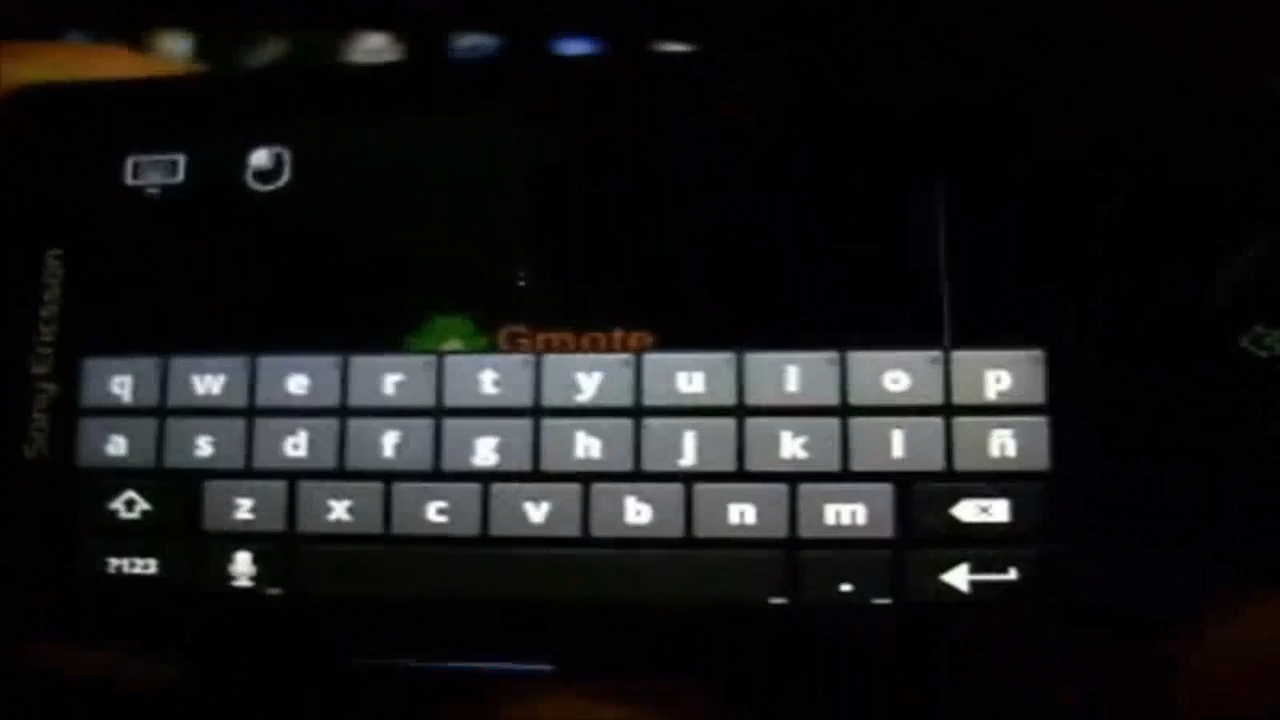 Sony Ericsson
Gmote
q w e r t y u i o p
a s d f g h j k l ñ
z x c v b n m
?123 .